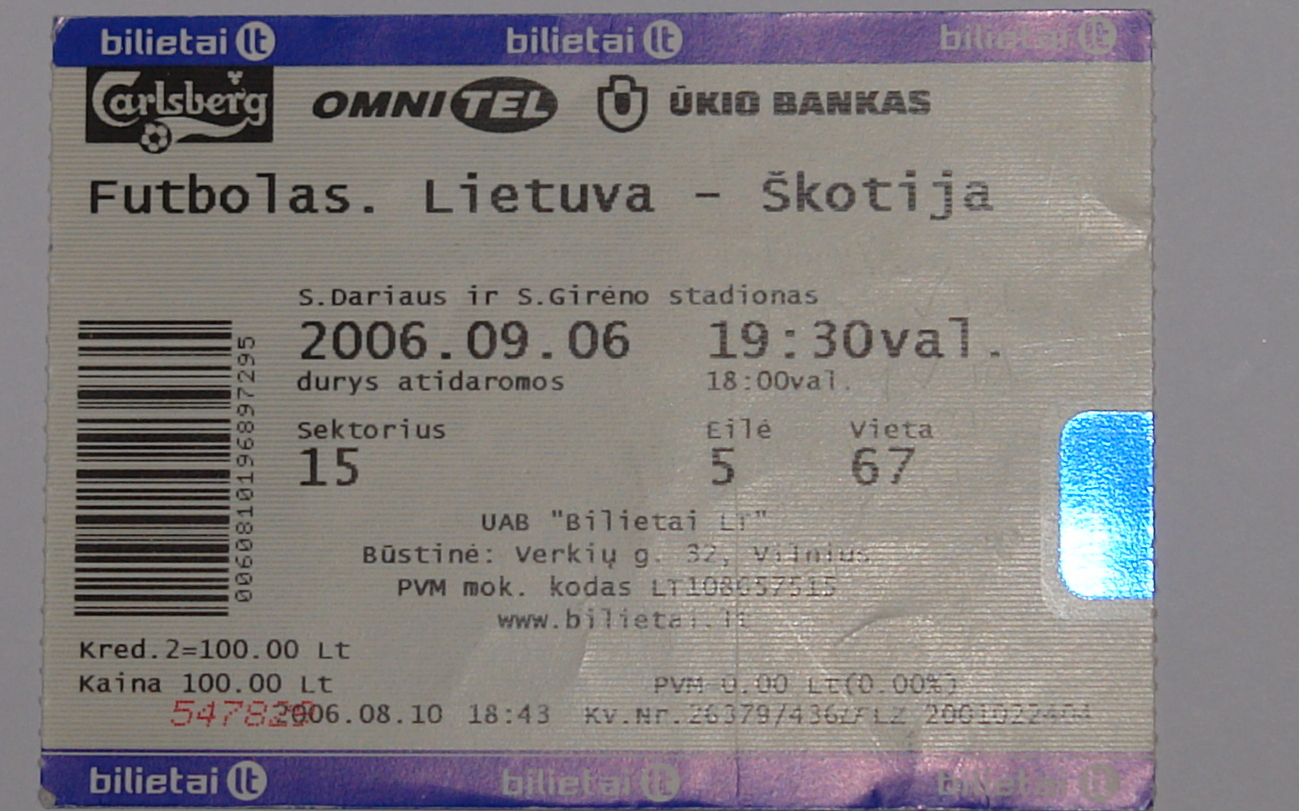 bilietai lt bilietai lt bilietai lt
Carlsberg OMNITEL ŪKIO BANKAS
Futbolas. Lietuva - Škotija
S.Dariaus ir S.Girėno stadionas
2006.09.06 19:30val.
durys atidaromos 18:00val.
Sektorius Eilė Vieta
15 5 67
0060810196897295
UAB "Bilietai LT"
Būstinė: Verkių g. 32, Vilnius
PVM mok. kodas LT108657515
www.bilietai.lt
Kred.2=100.00 Lt
Kaina 100.00 Lt PVM 0.00 Lt(0.00%)
2006.08.10 18:43 Kv.Nr.
bilietai lt bilietai lt bilietai lt